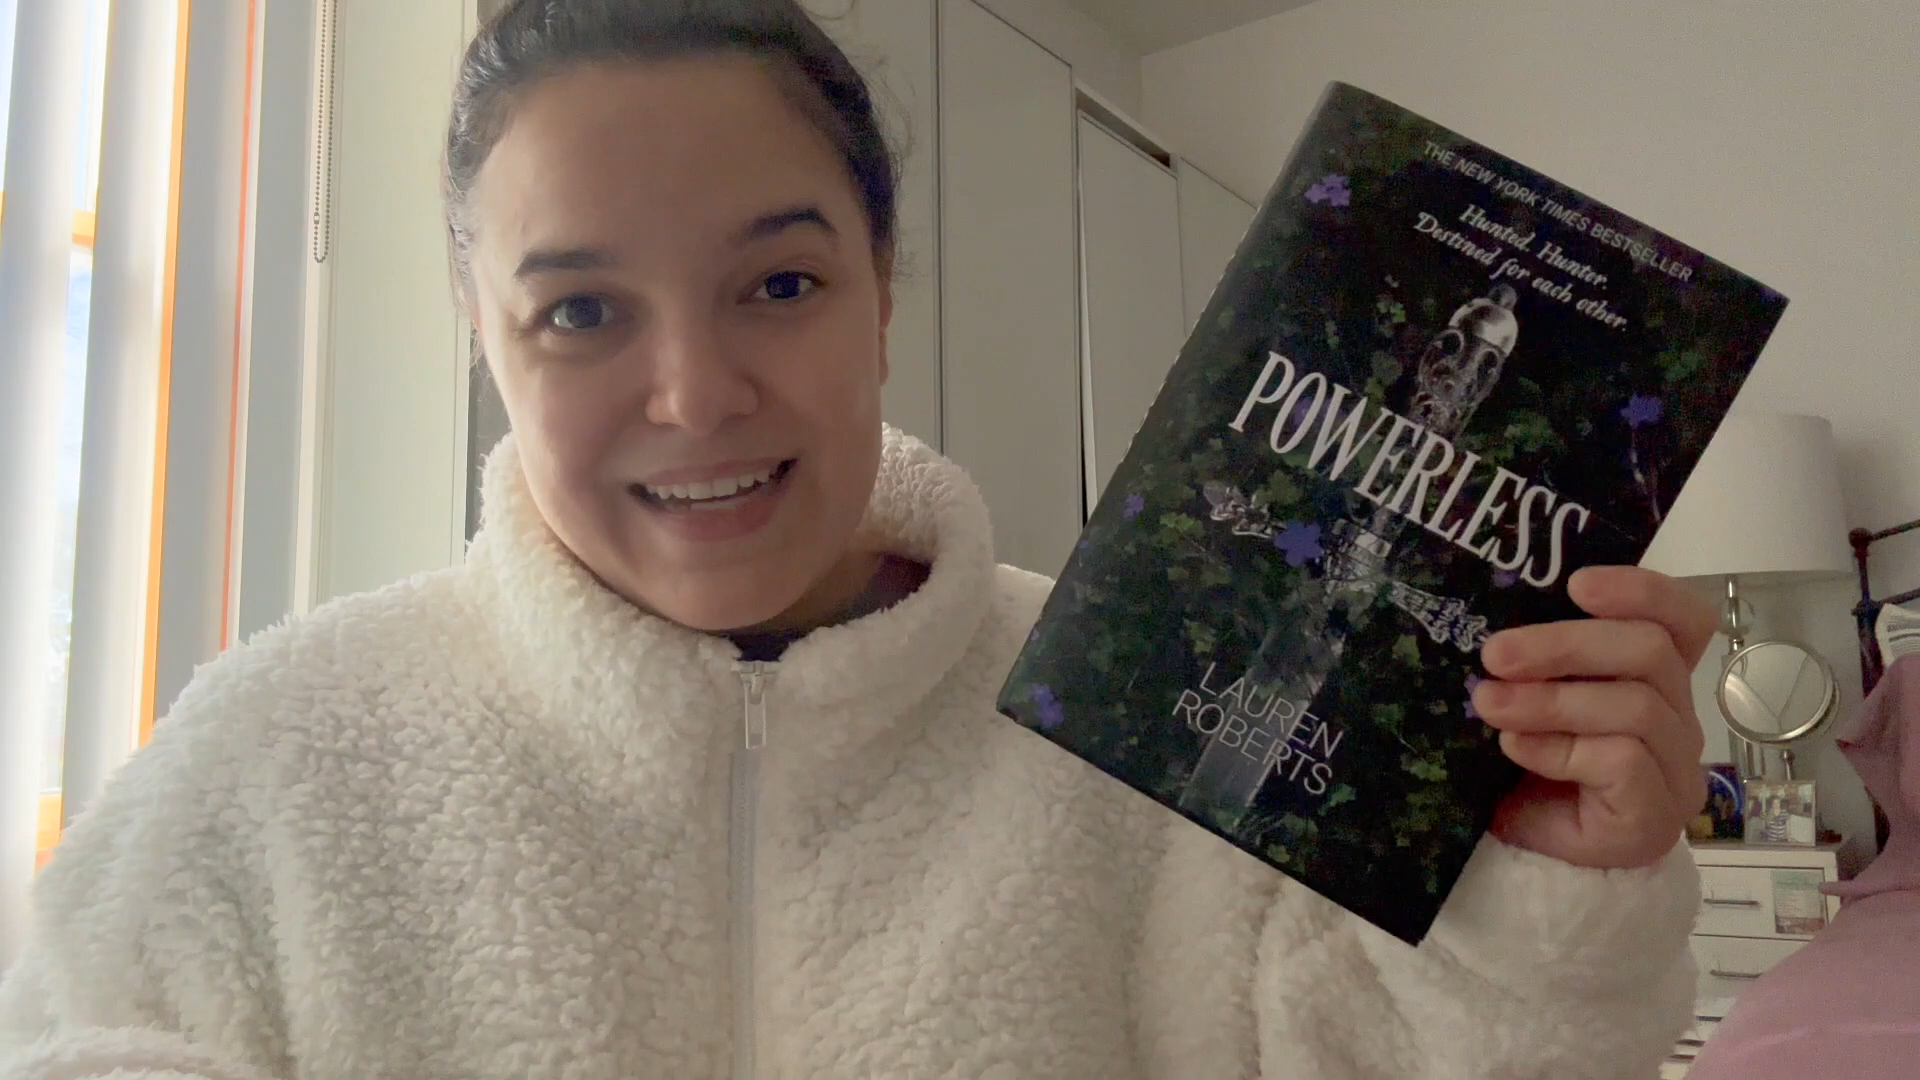 THE NEW YORK TIMES BESTSELLER
Hunted. Hunter.
Destined for each other.
POWERLESS
LAUREN
ROBERTS